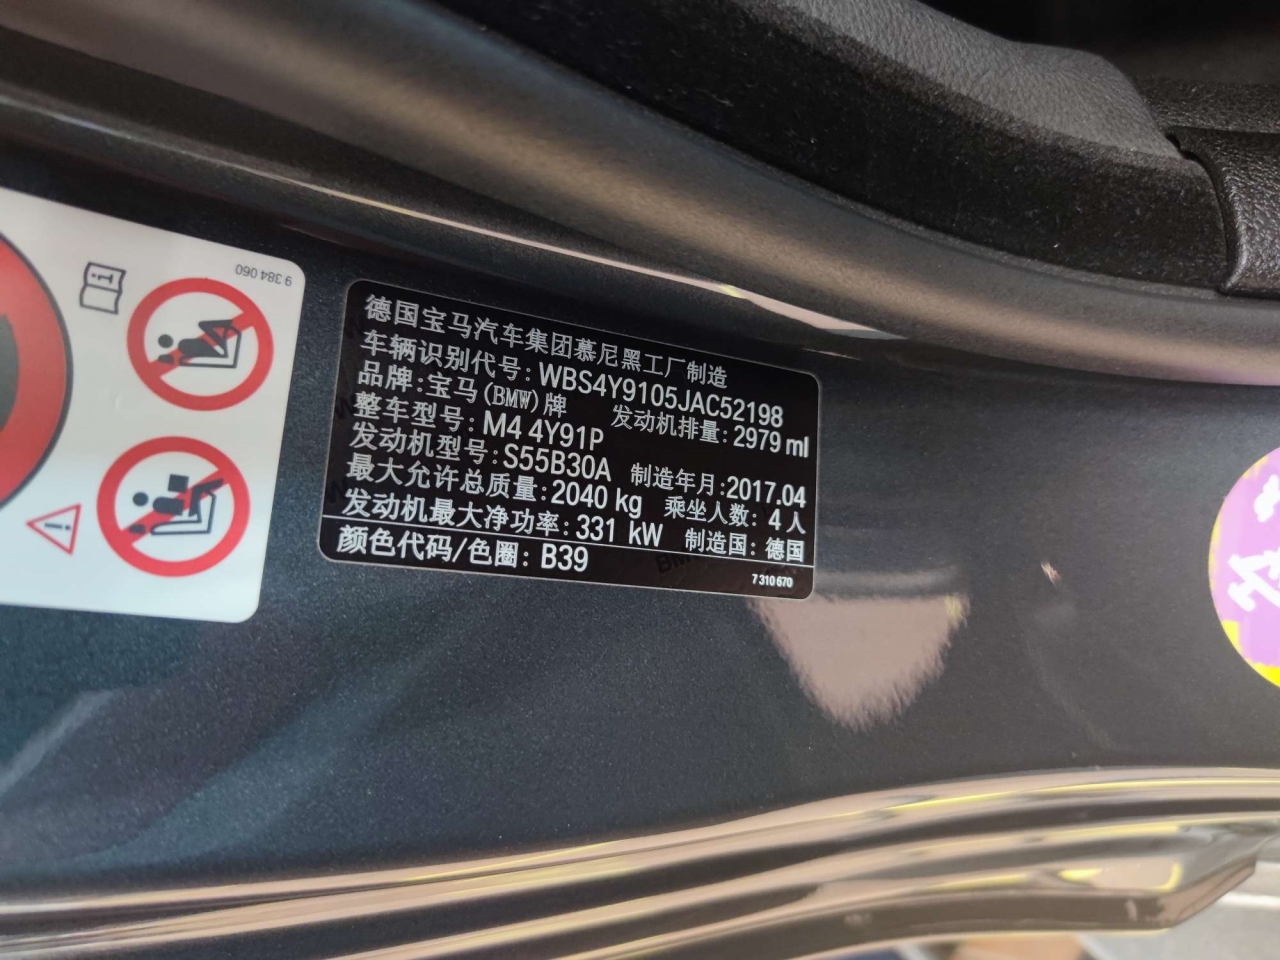 9 384 060
德国宝马汽车集团慕尼黑工厂制造
车辆识别代号: WBS4Y9105JAC52198
品牌: 宝马(BMW)牌 发动机排量: 2979 ml
整车型号: M4 4Y91P
发动机型号: S55B30A 制造年月: 2017.04
最大允许总质量: 2040 kg 乘坐人数: 4人
发动机最大净功率: 331 kW 制造国: 德国
颜色代码/色圈: B39
7 310 670